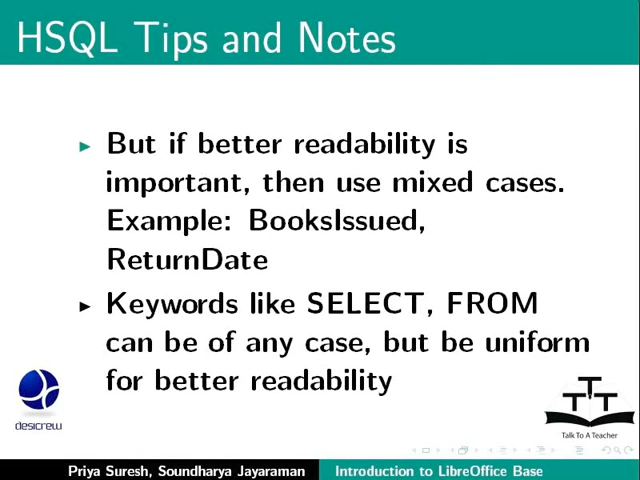 HSQL Tips and Notes
But if better readability is
important, then use mixed cases.
Example: BooksIssued,
ReturnDate
Keywords like SELECT, FROM
can be of any case, but be uniform
for better readability
desicrew
TTT
Talk To A Teacher
Priya Suresh, Soundharya Jayaraman
Introduction to LibreOffice Base